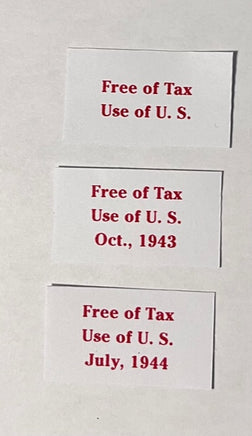 Free of Tax
Use of U. S.
Free of Tax
Use of U. S.
Oct., 1943
Free of Tax
Use of U. S.
July, 1944